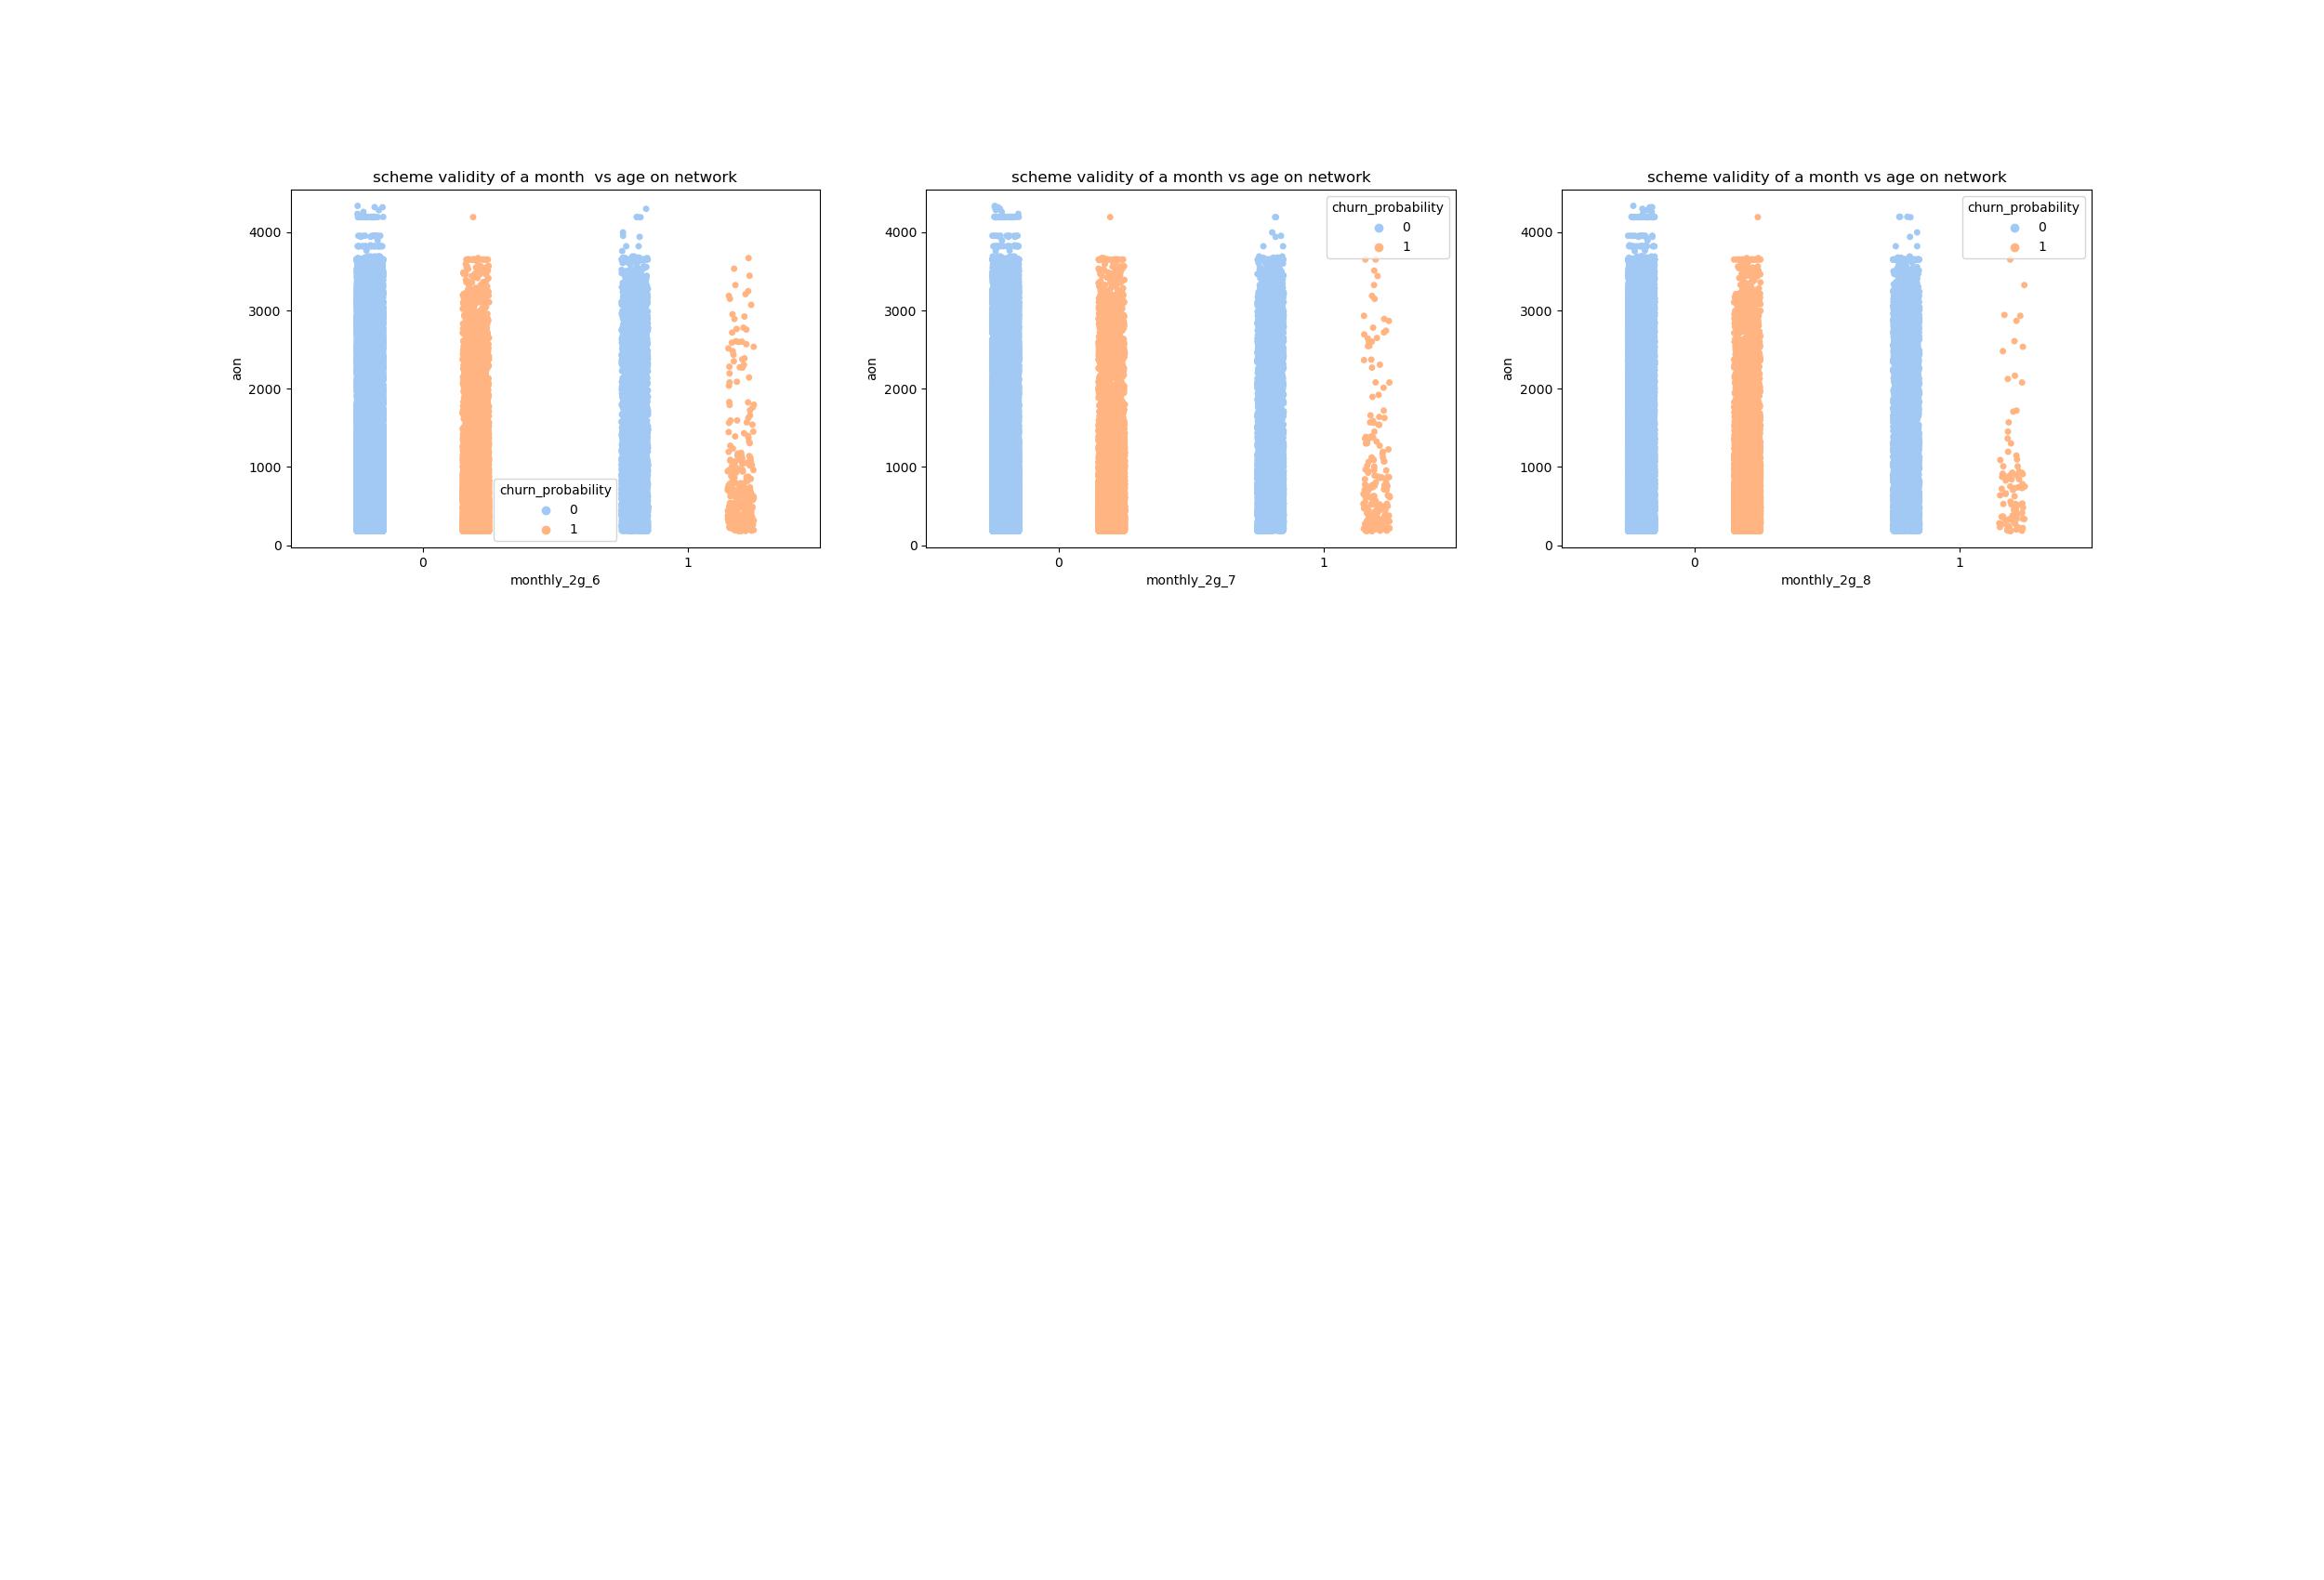 scheme validity of a month  vs age on network
4000
3000
2000
1000
0
aon
churn_probability
0
1
0
1
monthly_2g_6
scheme validity of a month vs age on network
churn_probability
0
1
4000
3000
2000
1000
0
aon
0
1
monthly_2g_7
scheme validity of a month vs age on network
churn_probability
0
1
4000
3000
2000
1000
0
aon
0
1
monthly_2g_8